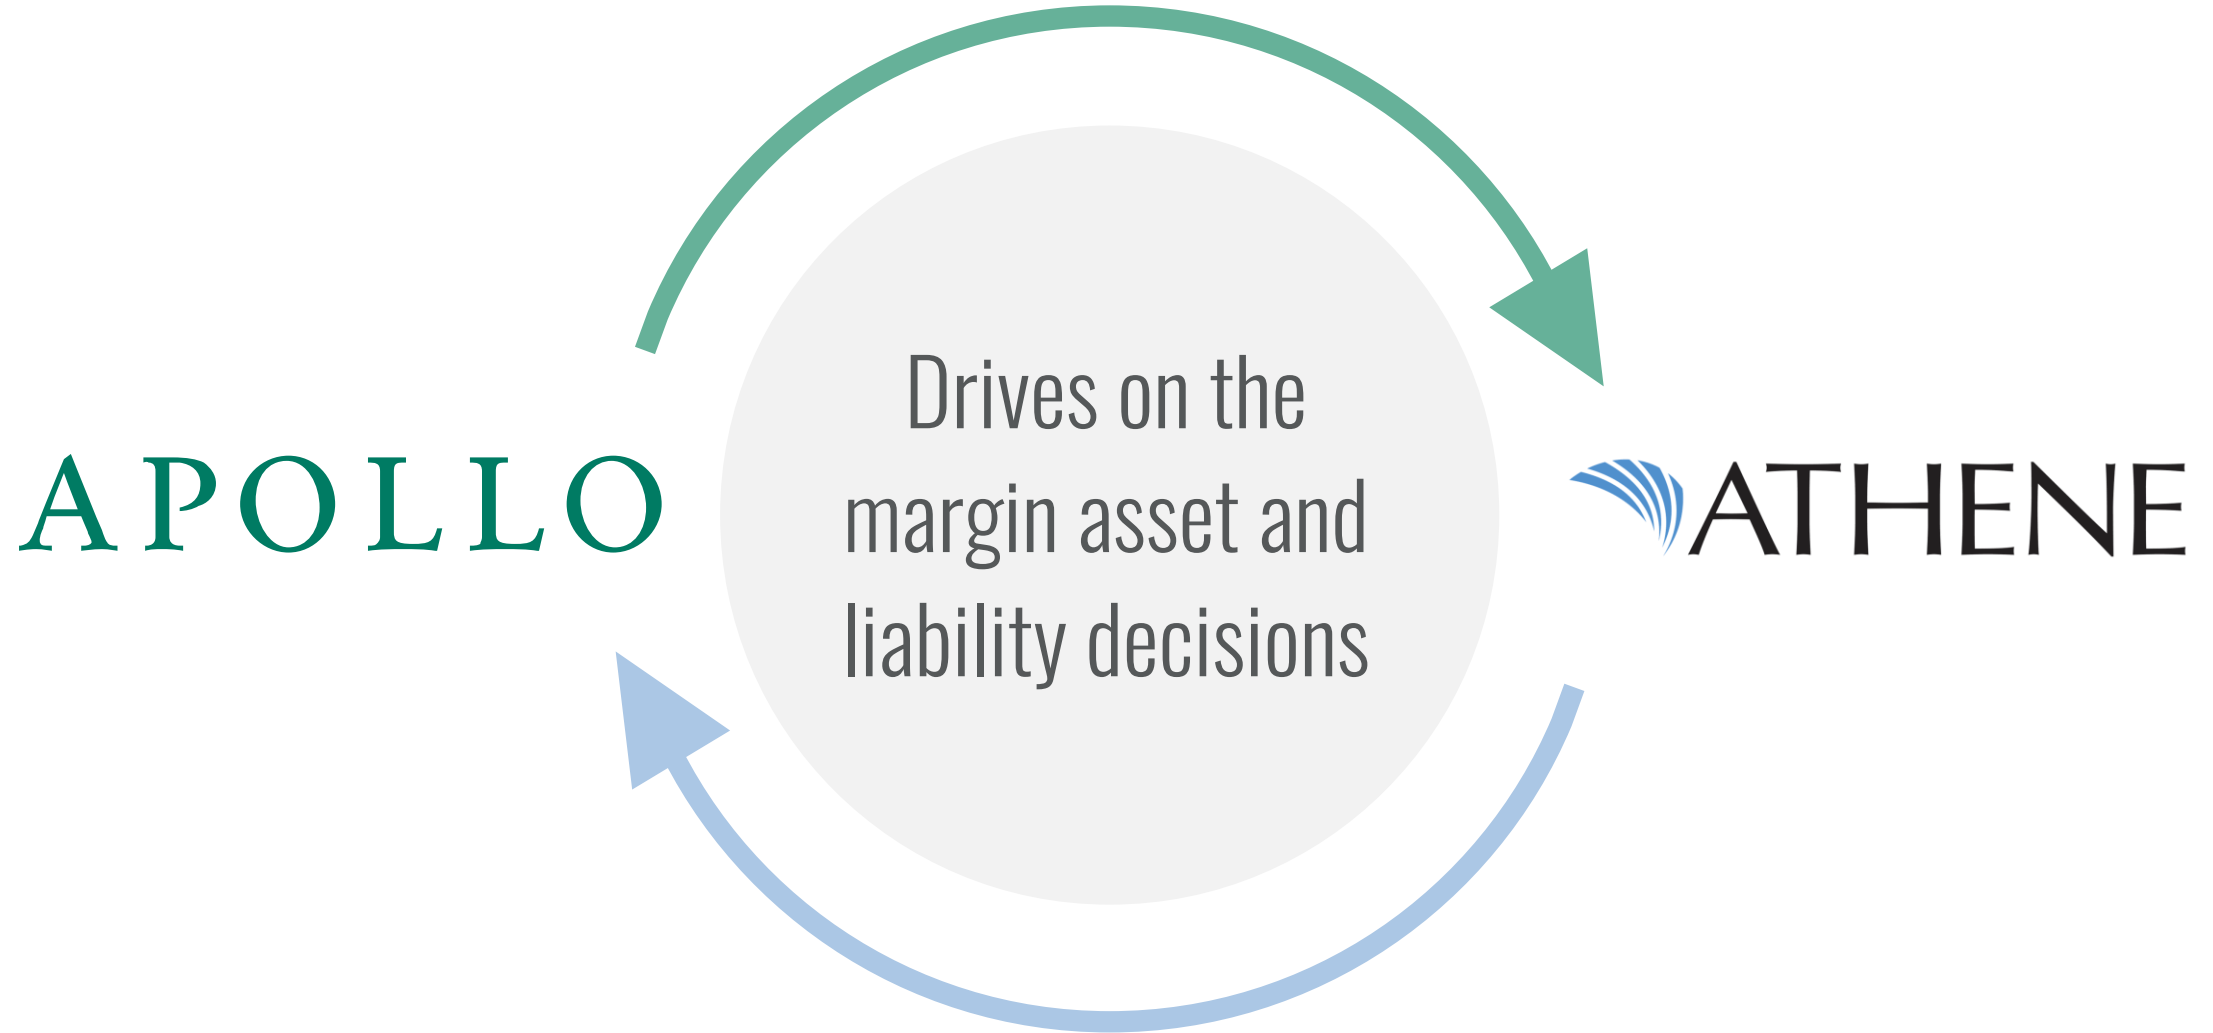 APOLLO
Drives on the
margin asset and
liability decisions
ATHENE